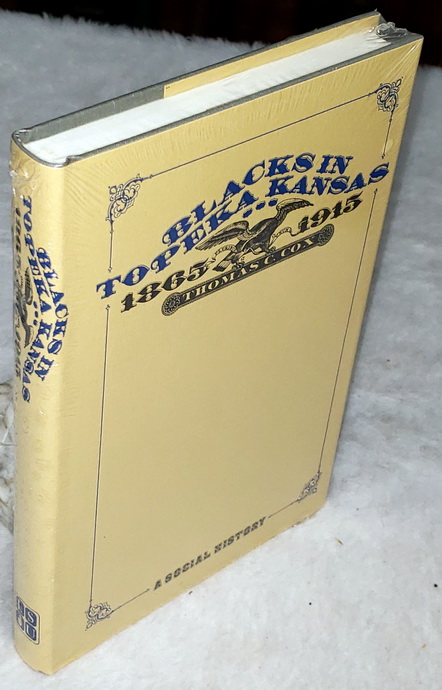 BLACKS IN
TOPEKA... KANSAS
1865 1915
THOMAS C. COX
A SOCIAL HISTORY
BLACKS IN
TOPEKA... KANSAS